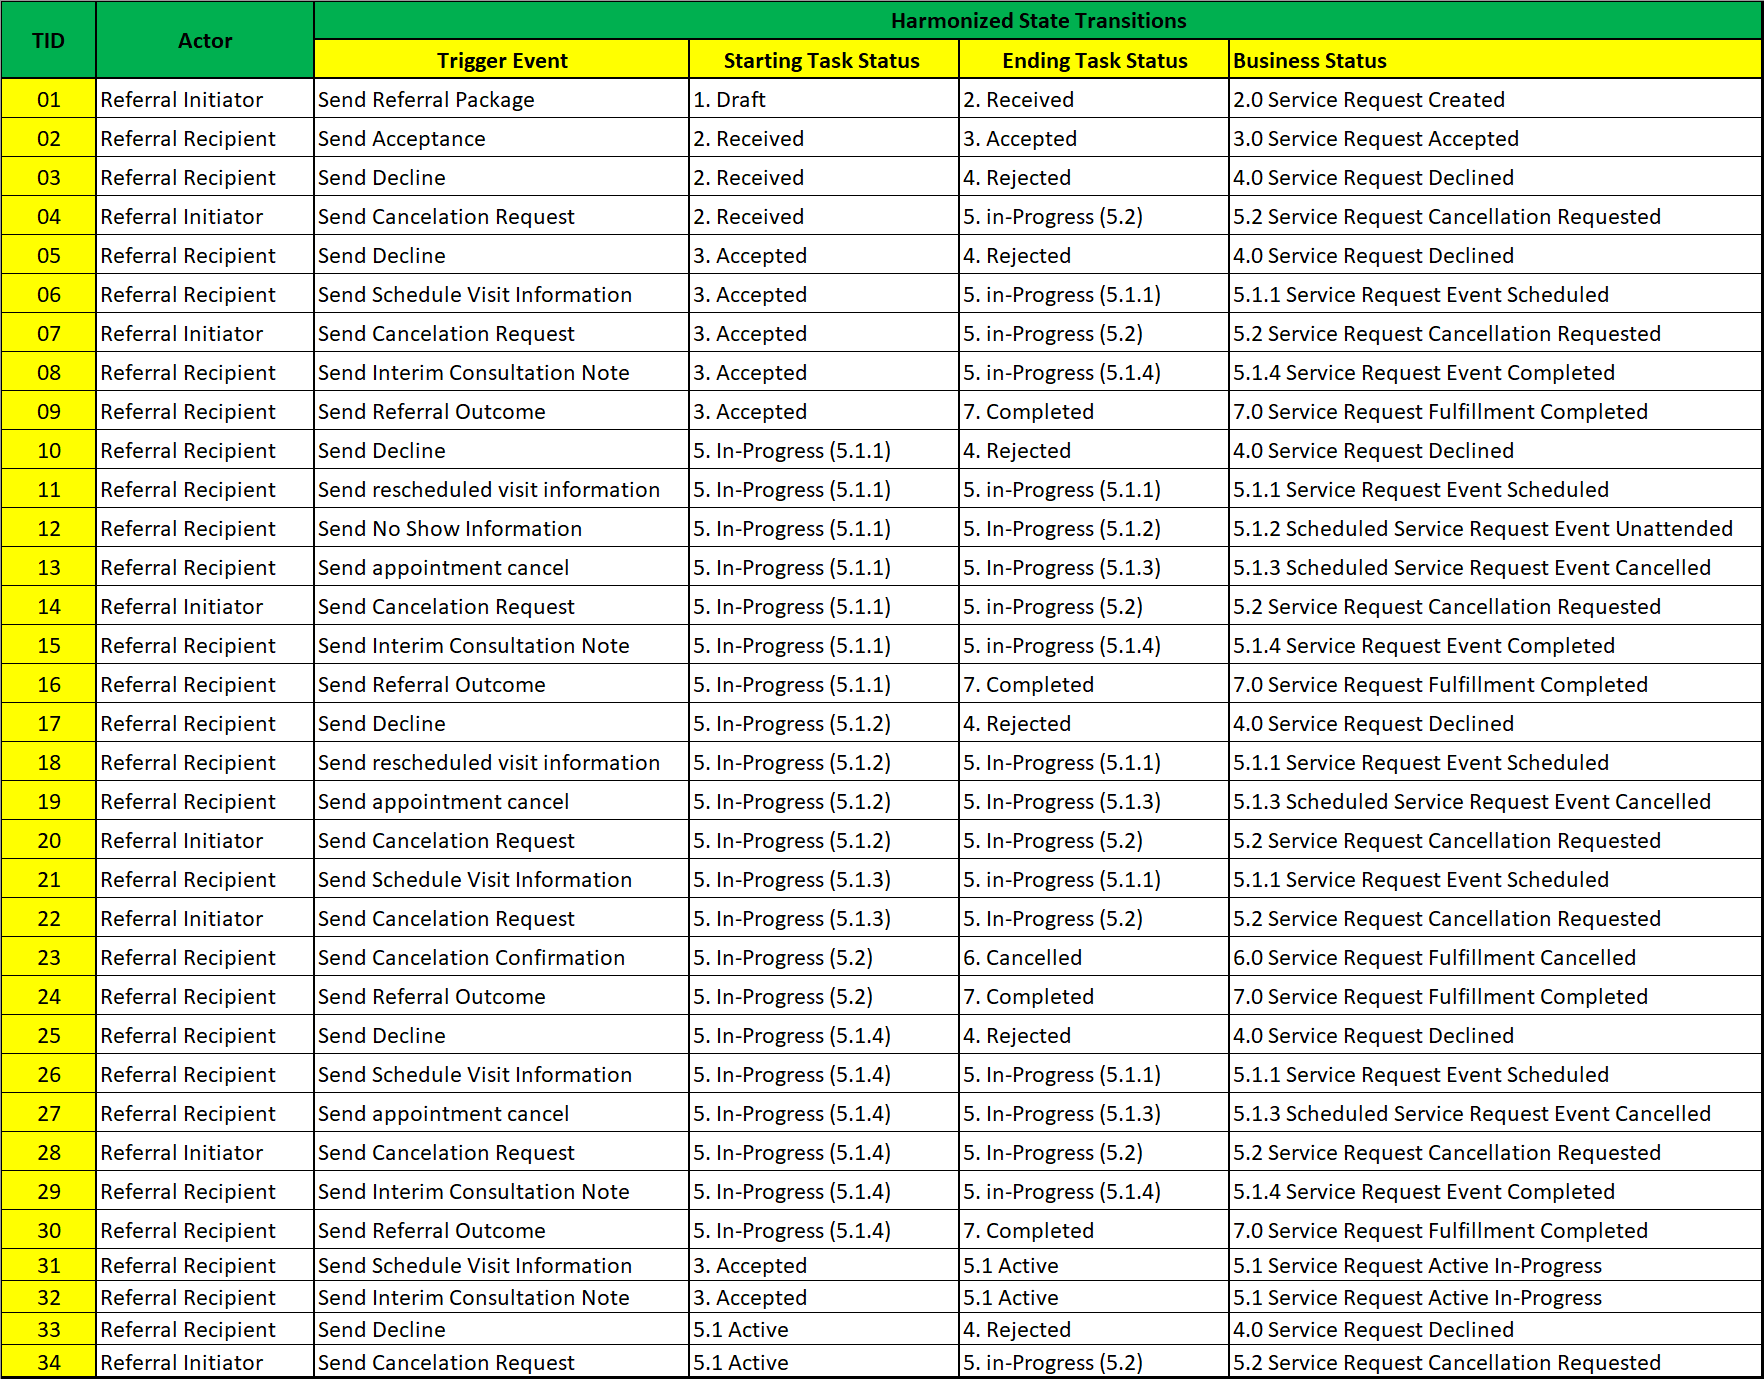 TID Actor Harmonized State Transitions
Trigger Event Starting Task Status Ending Task Status Business Status
01 Referral Initiator Send Referral Package 1. Draft 2. Received 2.0 Service Request Created
02 Referral Recipient Send Acceptance 2. Received 3. Accepted 3.0 Service Request Accepted
03 Referral Recipient Send Decline 2. Received 4. Rejected 4.0 Service Request Declined
04 Referral Initiator Send Cancelation Request 2. Received 5. in-Progress (5.2) 5.2 Service Request Cancellation Requested
05 Referral Recipient Send Decline 3. Accepted 4. Rejected 4.0 Service Request Declined
06 Referral Recipient Send Schedule Visit Information 3. Accepted 5. in-Progress (5.1.1) 5.1.1 Service Request Event Scheduled
07 Referral Initiator Send Cancelation Request 3. Accepted 5. in-Progress (5.2) 5.2 Service Request Cancellation Requested
08 Referral Recipient Send Interim Consultation Note 3. Accepted 5. in-Progress (5.1.4) 5.1.4 Service Request Event Completed
09 Referral Recipient Send Referral Outcome 3. Accepted 7. Completed 7.0 Service Request Fulfillment Completed
10 Referral Recipient Send Decline 5. In-Progress (5.1.1) 4. Rejected 4.0 Service Request Declined
11 Referral Recipient Send rescheduled visit information 5. In-Progress (5.1.1) 5. in-Progress (5.1.1) 5.1.1 Service Request Event Scheduled
12 Referral Recipient Send No Show Information 5. In-Progress (5.1.1) 5. In-Progress (5.1.2) 5.1.2 Scheduled Service Request Event Unattended
13 Referral Recipient Send appointment cancel 5. In-Progress (5.1.1) 5. In-Progress (5.1.3) 5.1.3 Scheduled Service Request Event Cancelled
14 Referral Initiator Send Cancelation Request 5. In-Progress (5.1.1) 5. in-Progress (5.2) 5.2 Service Request Cancellation Requested
15 Referral Recipient Send Interim Consultation Note 5. In-Progress (5.1.1) 5. in-Progress (5.1.4) 5.1.4 Service Request Event Completed
16 Referral Recipient Send Referral Outcome 5. In-Progress (5.1.1) 7. Completed 7.0 Service Request Fulfillment Completed
17 Referral Recipient Send Decline 5. In-Progress (5.1.2) 4. Rejected 4.0 Service Request Declined
18 Referral Recipient Send rescheduled visit information 5. In-Progress (5.1.2) 5. In-Progress (5.1.1) 5.1.1 Service Request Event Scheduled
19 Referral Recipient Send appointment cancel 5. In-Progress (5.1.2) 5. In-Progress (5.1.3) 5.1.3 Scheduled Service Request Event Cancelled
20 Referral Initiator Send Cancelation Request 5. In-Progress (5.1.2) 5. In-Progress (5.2) 5.2 Service Request Cancellation Requested
21 Referral Recipient Send Schedule Visit Information 5. In-Progress (5.1.3) 5. in-Progress (5.1.1) 5.1.1 Service Request Event Scheduled
22 Referral Initiator Send Cancelation Request 5. In-Progress (5.1.3) 5. In-Progress (5.2) 5.2 Service Request Cancellation Requested
23 Referral Recipient Send Cancelation Confirmation 5. In-Progress (5.2) 6. Cancelled 6.0 Service Request Fulfillment Cancelled
24 Referral Recipient Send Referral Outcome 5. In-Progress (5.2) 7. Completed 7.0 Service Request Fulfillment Completed
25 Referral Recipient Send Decline 5. In-Progress (5.1.4) 4. Rejected 4.0 Service Request Declined
26 Referral Recipient Send Schedule Visit Information 5. In-Progress (5.1.4) 5. In-Progress (5.1.1) 5.1.1 Service Request Event Scheduled
27 Referral Recipient Send appointment cancel 5. In-Progress (5.1.4) 5. In-Progress (5.1.3) 5.1.3 Scheduled Service Request Event Cancelled
28 Referral Initiator Send Cancelation Request 5. In-Progress (5.1.4) 5. In-Progress (5.2) 5.2 Service Request Cancellation Requested
29 Referral Recipient Send Interim Consultation Note 5. In-Progress (5.1.4) 5. in-Progress (5.1.4) 5.1.4 Service Request Event Completed
30 Referral Recipient Send Referral Outcome 5. In-Progress (5.1.4) 7. Completed 7.0 Service Request Fulfillment Completed
31 Referral Recipient Send Schedule Visit Information 3. Accepted 5.1 Active 5.1 Service Request Active In-Progress
32 Referral Recipient Send Interim Consultation Note 3. Accepted 5.1 Active 5.1 Service Request Active In-Progress
33 Referral Recipient Send Decline 5.1 Active 4. Rejected 4.0 Service Request Declined
34 Referral Initiator Send Cancelation Request 5.1 Active 5. in-Progress (5.2) 5.2 Service Request Cancellation Requested